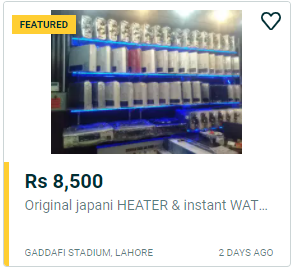 FEATURED
Rs 8,500
Original japani HEATER & instant WAT...
GADDAFI STADIUM, LAHORE
2 DAYS AGO